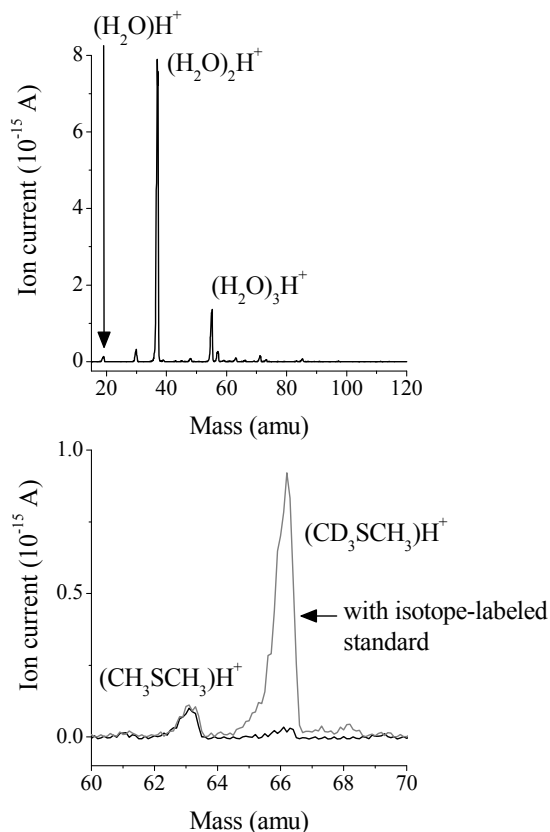 (H₂O)H⁺
(H₂O)₂H⁺
(H₂O)₃H⁺
Ion current (10⁻¹⁵ A)
8
6
4
2
0
20 40 60 80 100 120
Mass (amu)
1.0
(CD₃SCH₃)H⁺
Ion current (10⁻¹⁵ A)
0.5
with isotope-labeled
standard
(CH₃SCH₃)H⁺
0.0
60 62 64 66 68 70
Mass (amu)